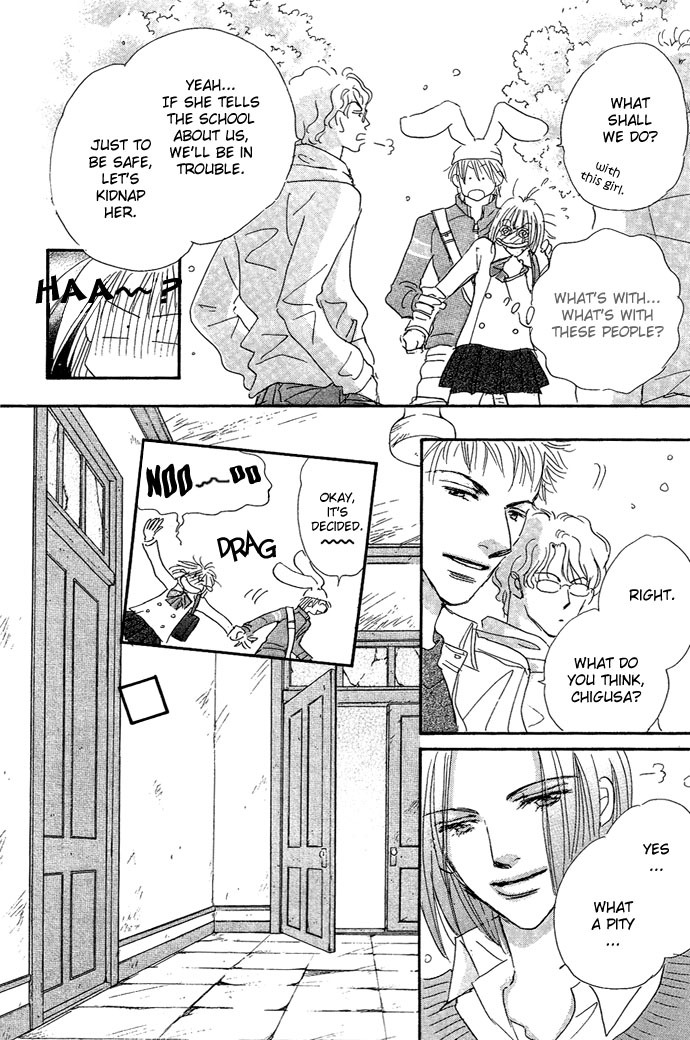 WHAT
SHALL
WE DO?
with
this girl.
YEAH...
IF SHE TELLS
THE SCHOOL
ABOUT US,
WE'LL BE IN
TROUBLE.
JUST TO
BE SAFE,
LET'S
KIDNAP
HER.
WHAT'S WITH...
WHAT'S WITH
THESE PEOPLE?
HAA~?
RIGHT.
WHAT DO
YOU THINK,
CHIGUSA?
YES
...
WHAT
A PITY
...
OKAY,
IT'S
DECIDED.
DRAG
NOO~OO